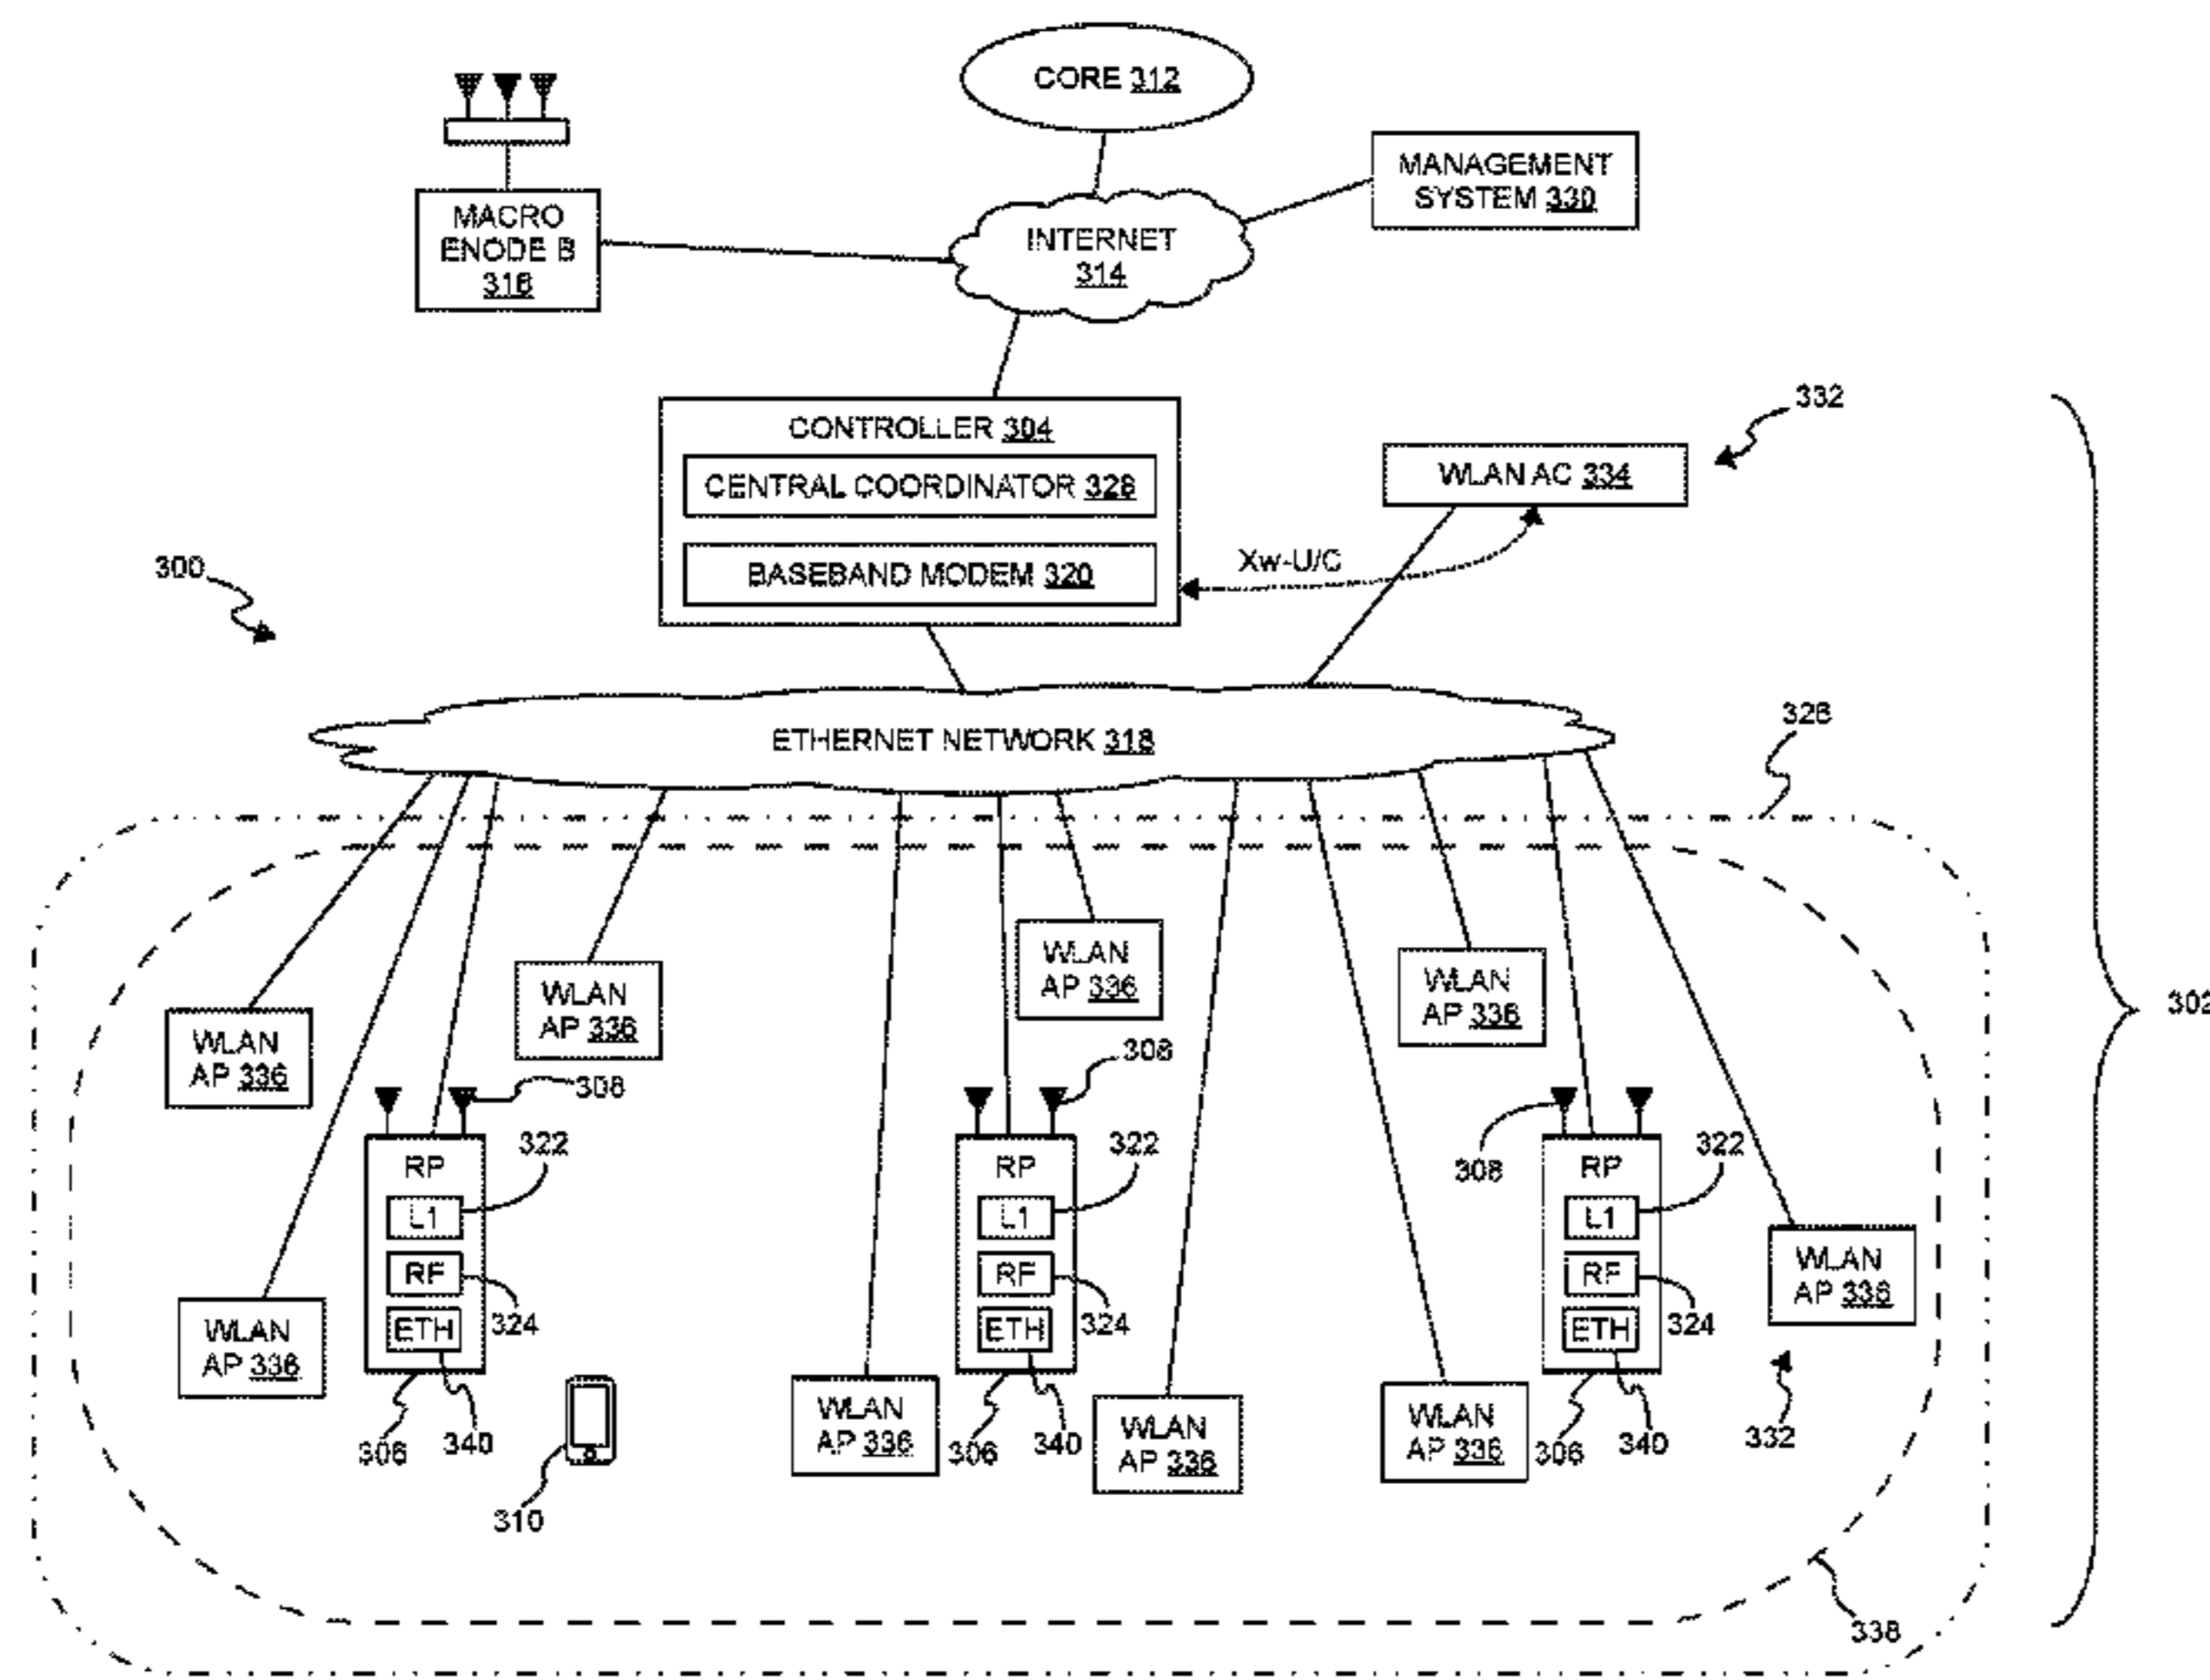 CORE 312
MANAGEMENT
SYSTEM 330
MACRO
ENODE B
316
INTERNET
314
CONTROLLER 304
CENTRAL COORDINATOR 328
BASEBAND MODEM 320
332
WLAN AC 334
Xw-U/C
300
ETHERNET NETWORK 318
326
302
WLAN
AP 336
WLAN
AP 336
WLAN
AP 336
WLAN
AP 336
308
308
308
RP
L1
RF
ETH
322
324
306
340
RP
L1
RF
ETH
322
324
306
340
RP
L1
RF
ETH
322
324
306
340
WLAN
AP 336
WLAN
AP 336
332
WLAN
AP 336
WLAN
AP 336
WLAN
AP 336
310
338